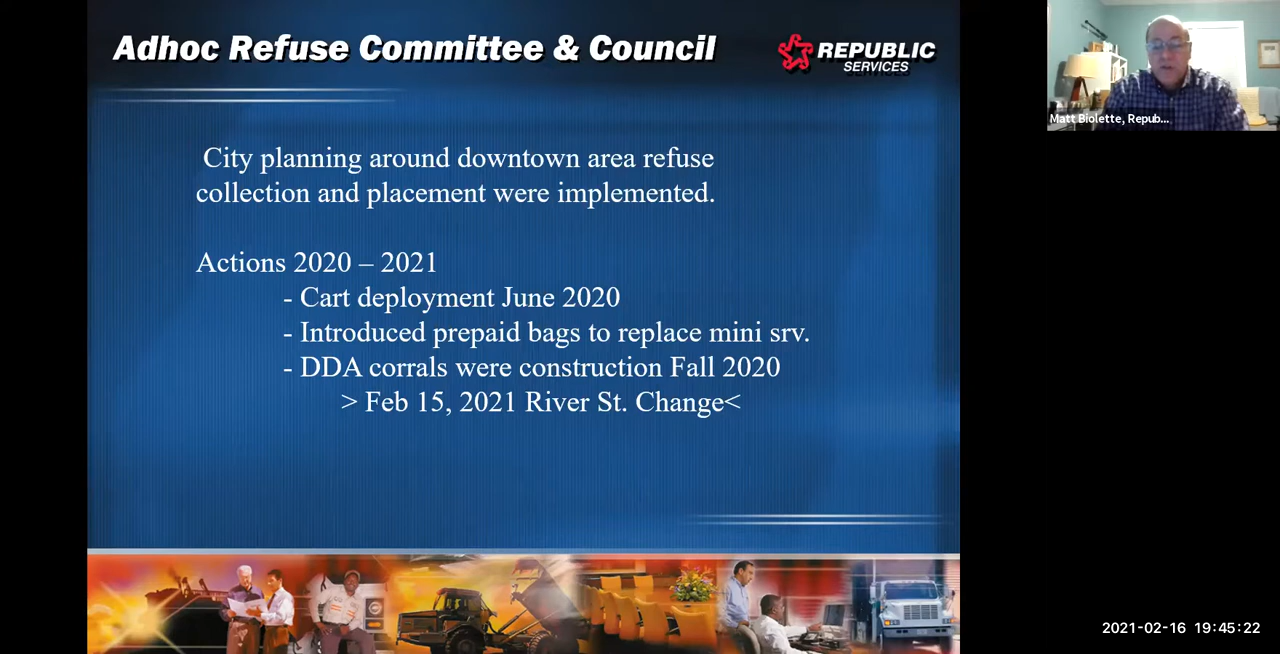 Adhoc Refuse Committee & Council
REPUBLIC
SERVICES
City planning around downtown area refuse
collection and placement were implemented.
Actions 2020 – 2021
- Cart deployment June 2020
- Introduced prepaid bags to replace mini srv.
- DDA corrals were construction Fall 2020
> Feb 15, 2021 River St. Change<
Matt Biolette, Repub...
2021-02-16 19:45:22